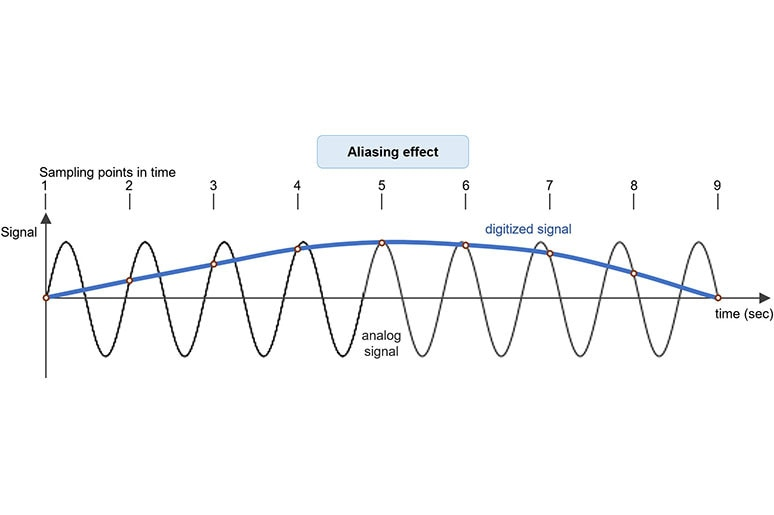 Aliasing effect
Sampling points in time
1 2 3 4 5 6 7 8 9
Signal
digitized signal
analog
signal
time (sec)